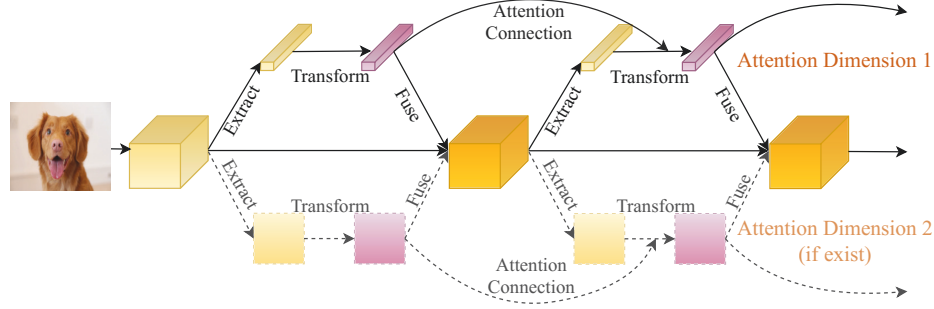 Attention
Connection
Transform
Transform
Attention Dimension 1
Extract
Fuse
Extract
Fuse
Extract
Fuse
Extract
Fuse
Transform
Transform
Attention Dimension 2
(if exist)
Attention
Connection